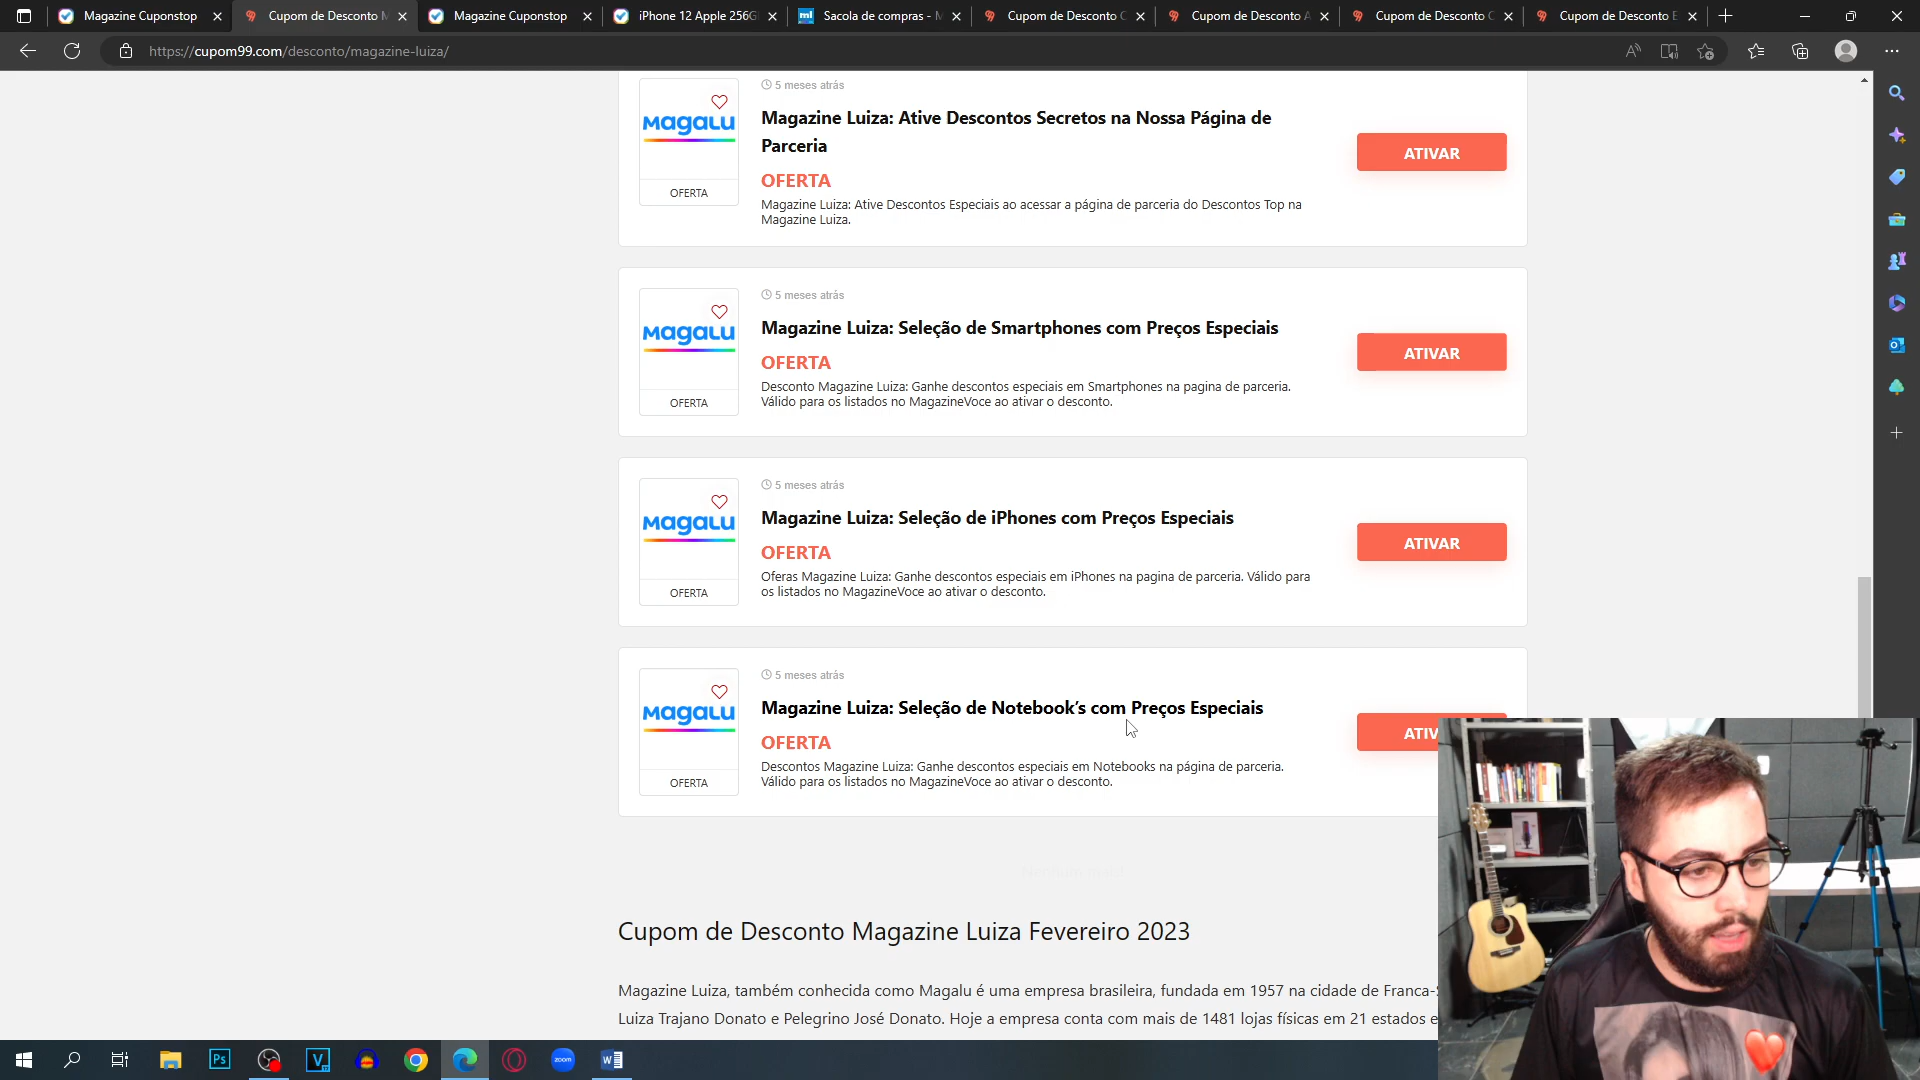 Magazine Cuponstop
Cupom de Desconto M
Magazine Cuponstop
iPhone 12 Apple 256G
Sacola de compras - M
Cupom de Desconto C
Cupom de Desconto A
Cupom de Desconto C
Cupom de Desconto E
https://cupom99.com/desconto/magazine-luiza/
5 meses atrás
Magalu
OFERTA
Magazine Luiza: Ative Descontos Secretos na Nossa Página de
Parceria
OFERTA
Magazine Luiza: Ative Descontos Especiais ao acessar a página de parceria do Descontos Top na
Magazine Luiza.
ATIVAR
5 meses atrás
Magalu
OFERTA
Magazine Luiza: Seleção de Smartphones com Preços Especiais
OFERTA
Desconto Magazine Luiza: Ganhe descontos especiais em Smartphones na pagina de parceria.
Válido para os listados no MagazineVoce ao ativar o desconto.
ATIVAR
5 meses atrás
Magalu
OFERTA
Magazine Luiza: Seleção de iPhones com Preços Especiais
OFERTA
Oferas Magazine Luiza: Ganhe descontos especiais em iPhones na pagina de parceria. Válido para
os listados no MagazineVoce ao ativar o desconto.
ATIVAR
5 meses atrás
Magalu
OFERTA
Magazine Luiza: Seleção de Notebook’s com Preços Especiais
OFERTA
Descontos Magazine Luiza: Ganhe descontos especiais em Notebooks na página de parceria.
Válido para os listados no MagazineVoce ao ativar o desconto.
ATIV
Cupom de Desconto Magazine Luiza Fevereiro 2023
Magazine Luiza, também conhecida como Magalu é uma empresa brasileira, fundada em 1957 na cidade de Franca-
Luiza Trajano Donato e Pelegrino José Donato. Hoje a empresa conta com mais de 1481 lojas físicas em 21 estados e
Ps
V
zoom
W